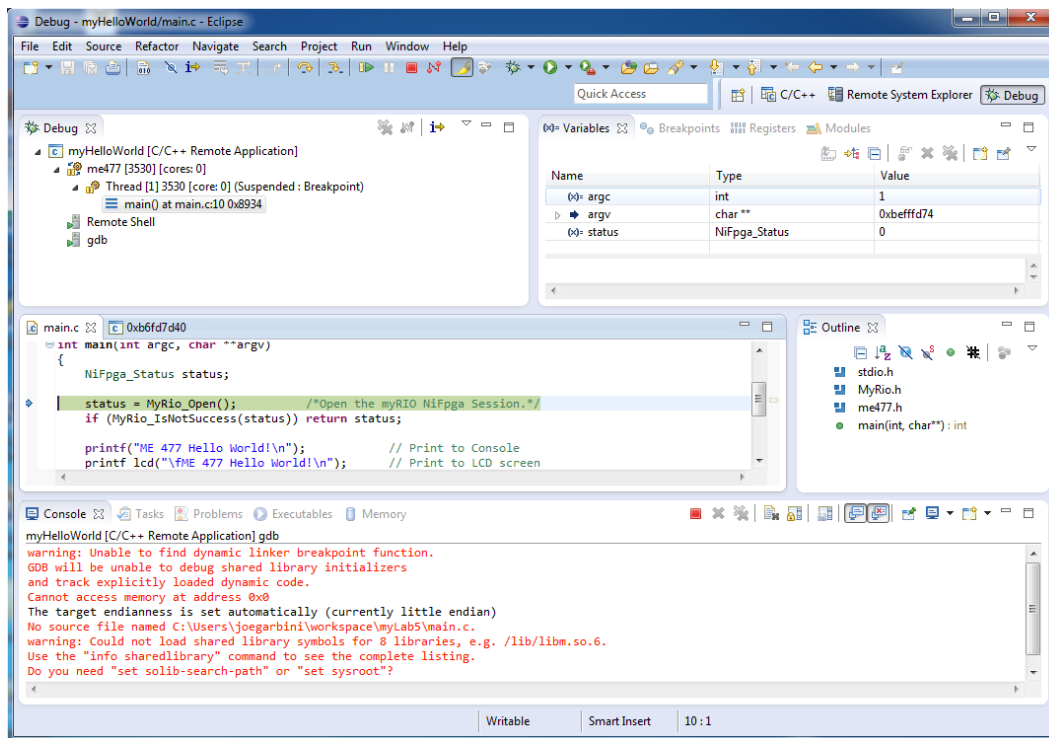 Debug - myHelloWorld/main.c - Eclipse
File Edit Source Refactor Navigate Search Project Run Window Help
Quick Access
C/C++ Remote System Explorer Debug
Debug
myHelloWorld [C/C++ Remote Application]
me477 [3530] [cores: 0]
Thread [1] 3530 [core: 0] (Suspended : Breakpoint)
main() at main.c:10 0x8934
Remote Shell
gdb
(x)= Variables Breakpoints Registers Modules
Name Type Value
(x)= argc int 1
argv char ** 0xbefffd74
(x)= status NiFpga_Status 0
main.c 0xb6fd7d40
int main(int argc, char **argv)
{
NiFpga_Status status;
status = MyRio_Open(); /*Open the myRIO NiFpga Session.*/
if (MyRio_IsNotSuccess(status)) return status;
printf("ME 477 Hello World!\n"); // Print to Console
printf_lcd("\fME 477 Hello World!\n"); // Print to LCD screen
Outline
stdio.h
MyRio.h
me477.h
main(int, char**) : int
Console Tasks Problems Executables Memory
myHelloWorld [C/C++ Remote Application] gdb
warning: Unable to find dynamic linker breakpoint function.
GDB will be unable to debug shared library initializers
and track explicitly loaded dynamic code.
Cannot access memory at address 0x0
The target endianness is set automatically (currently little endian)
No source file named C:\Users\joegarbini\workspace\myLab5\main.c.
warning: Could not load shared library symbols for 8 libraries, e.g. /lib/libm.so.6.
Use the "info sharedlibrary" command to see the complete listing.
Do you need "set solib-search-path" or "set sysroot"?
Writable Smart Insert 10 : 1